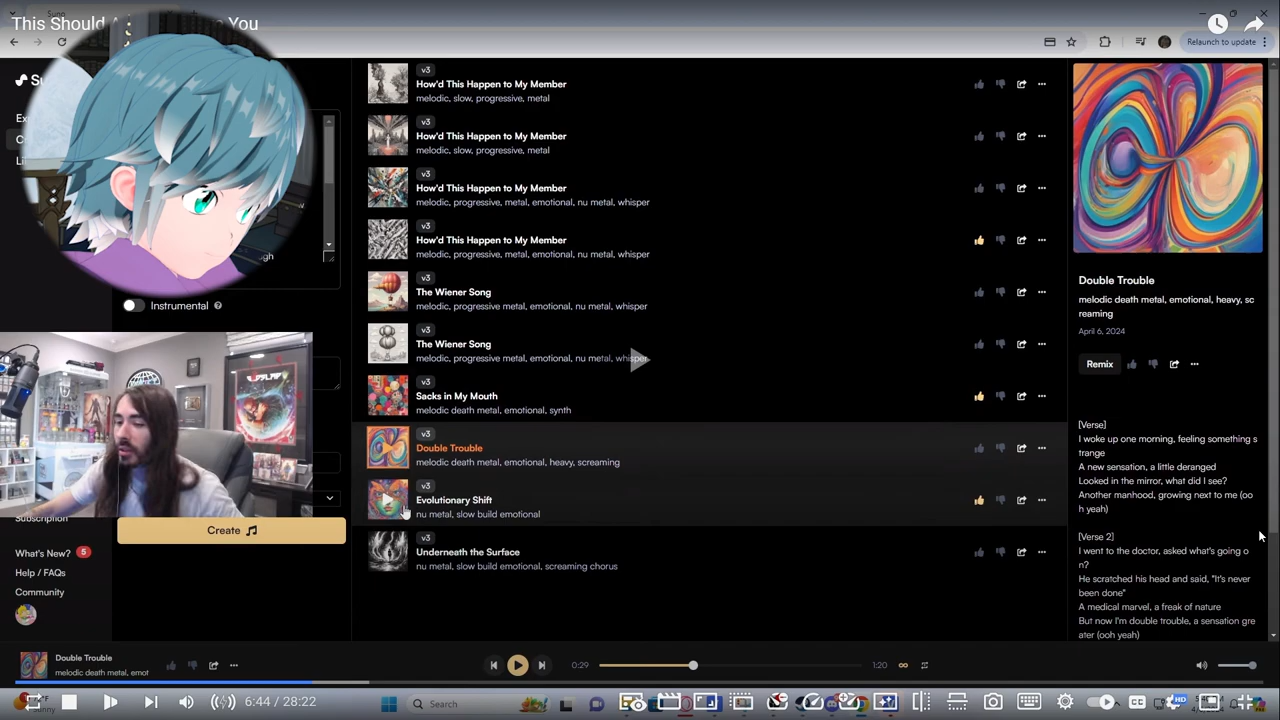 This Should
You
Relaunch to update
Su
v3
How'd This Happen to My Member
melodic, slow, progressive, metal
v3
How'd This Happen to My Member
melodic, slow, progressive, metal
v3
How'd This Happen to My Member
melodic, progressive, metal, emotional, nu metal, whisper
v3
How'd This Happen to My Member
melodic, progressive, metal, emotional, nu metal, whisper
v3
The Wiener Song
melodic, progressive metal, emotional, nu metal, whisper
v3
The Wiener Song
melodic, progressive metal, emotional, nu metal, whisper
v3
Sacks in My Mouth
melodic death metal, emotional, synth
v3
Double Trouble
melodic death metal, emotional, heavy, screaming
v3
Evolutionary Shift
nu metal, slow build emotional
v3
Underneath the Surface
nu metal, slow build emotional, screaming chorus
Instrumental
Create
Subscription
What's New? 5
Help / FAQs
Community
Double Trouble
melodic death metal, emotional, heavy, sc
reaming
April 6, 2024
Remix
[Verse]
I woke up one morning, feeling something s
trange
A new sensation, a little deranged
Looked in the mirror, what did I see?
Another manhood, growing next to me (oo
h yeah)
[Verse 2]
I went to the doctor, asked what's going o
n?
He scratched his head and said, "It's never
been done"
A medical marvel, a freak of nature
But now I'm double trouble, a sensation gre
ater (ooh yeah)
Double Trouble
melodic death metal, emot
0:29
1:20
6:44 / 28:22
Search
CC
HD